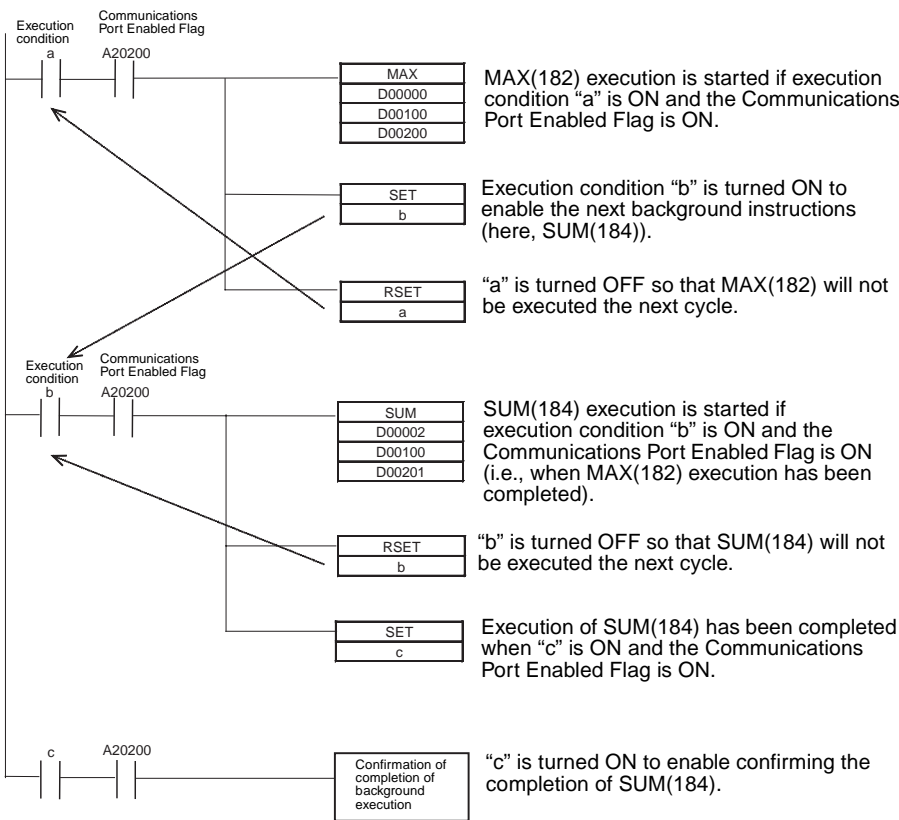 Execution
condition
a
Communications
Port Enabled Flag
A20200
MAX
D00000
D00100
D00200
MAX(182) execution is started if execution
condition “a” is ON and the Communications
Port Enabled Flag is ON.
SET
b
Execution condition “b” is turned ON to
enable the next background instructions
(here, SUM(184)).
RSET
a
“a” is turned OFF so that MAX(182) will not
be executed the next cycle.
Execution
condition
b
Communications
Port Enabled Flag
A20200
SUM
D00002
D00100
D00201
SUM(184) execution is started if
execution condition “b” is ON and the
Communications Port Enabled Flag is ON
(i.e., when MAX(182) execution has been
completed).
RSET
b
“b” is turned OFF so that SUM(184) will not
be executed the next cycle.
SET
c
Execution of SUM(184) has been completed
when “c” is ON and the Communications
Port Enabled Flag is ON.
c
A20200
Confirmation of
completion of
background
execution
“c” is turned ON to enable confirming the
completion of SUM(184).